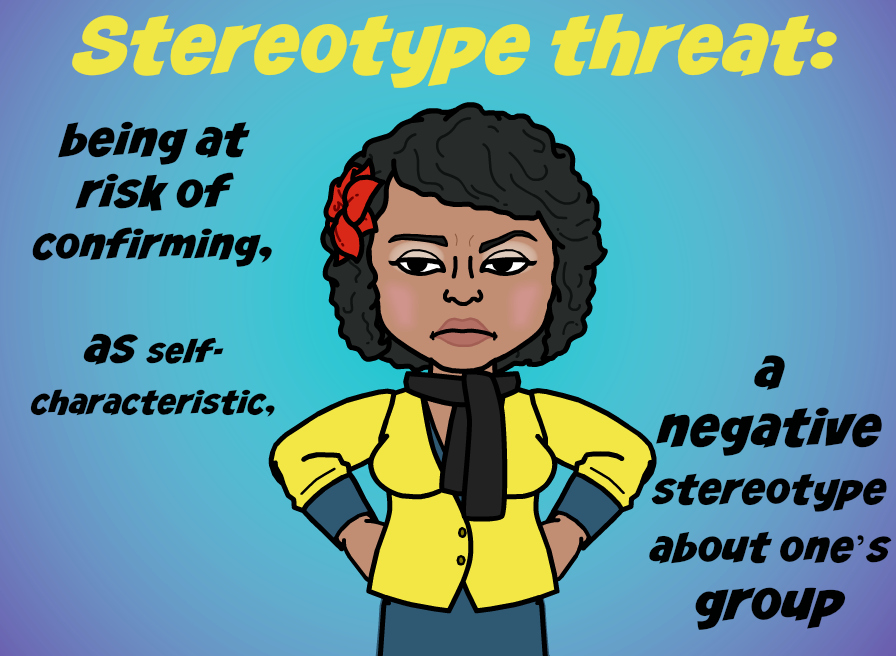 Stereotype threat:
being at
risk of
confirming,
as self-
characteristic,
a
negative
stereotype
about one's
group